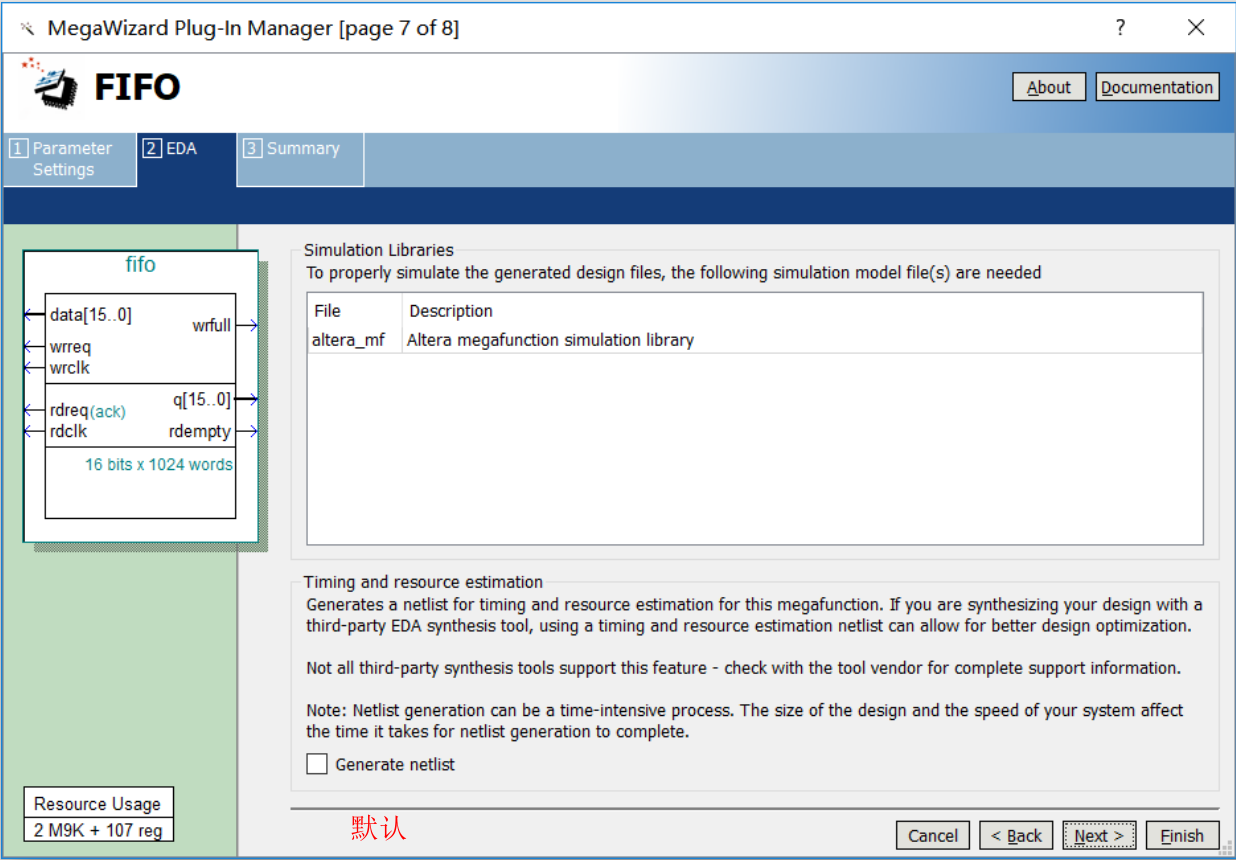 MegaWizard Plug-In Manager [page 7 of 8]
?
FIFO
About
Documentation
1 Parameter
Settings
2 EDA
3 Summary
fifo
data[15..0]
wrfull
wrreq
wrclk
q[15..0]
rdreq(ack)
rdclk
rdempty
16 bits x 1024 words
Resource Usage
2 M9K + 107 reg
Simulation Libraries
To properly simulate the generated design files, the following simulation model file(s) are needed
File Description
altera_mf Altera megafunction simulation library
Timing and resource estimation
Generates a netlist for timing and resource estimation for this megafunction. If you are synthesizing your design with a
third-party EDA synthesis tool, using a timing and resource estimation netlist can allow for better design optimization.
Not all third-party synthesis tools support this feature - check with the tool vendor for complete support information.
Note: Netlist generation can be a time-intensive process. The size of the design and the speed of your system affect
the time it takes for netlist generation to complete.
Generate netlist
默认
Cancel
< Back
Next >
Finish